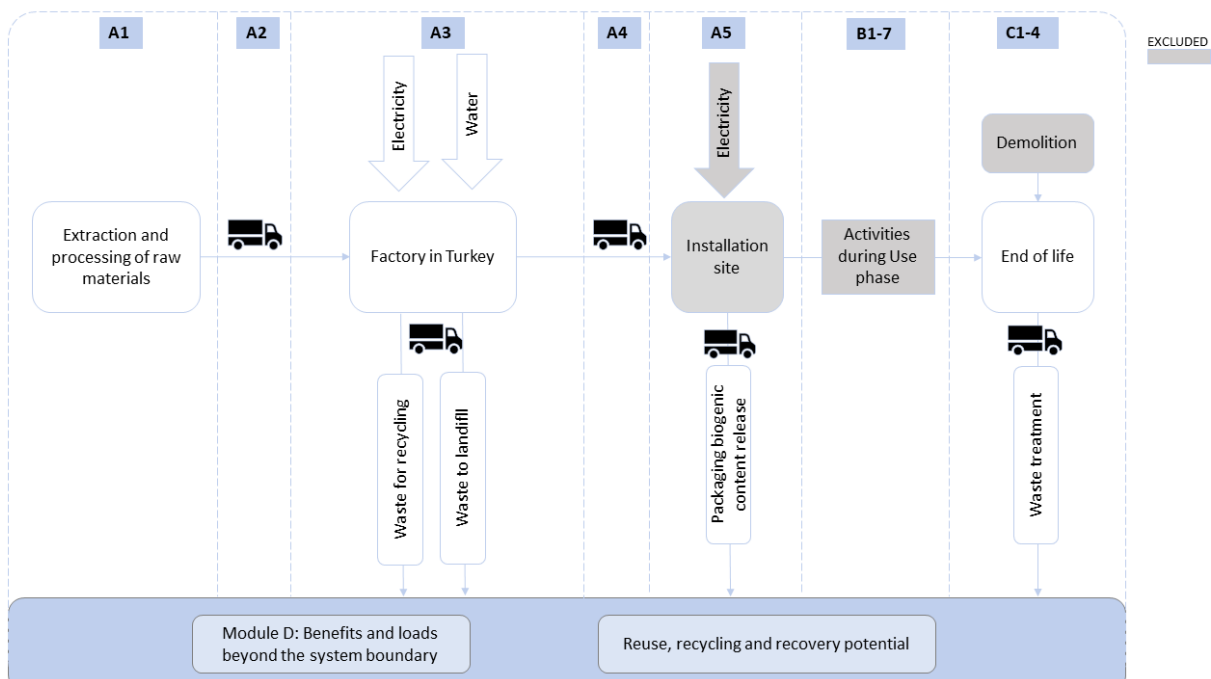 A1
A2
A3
A4
A5
B1-7
C1-4
EXCLUDED
Electricity
Water
Electricity
Demolition
Extraction and
processing of raw
materials
Factory in Turkey
Installation
site
Activities
during Use
phase
End of life
Waste for recycling
Waste to landfill
Packaging biogenic
content release
Waste treatment
Module D: Benefits and loads
beyond the system boundary
Reuse, recycling and recovery potential